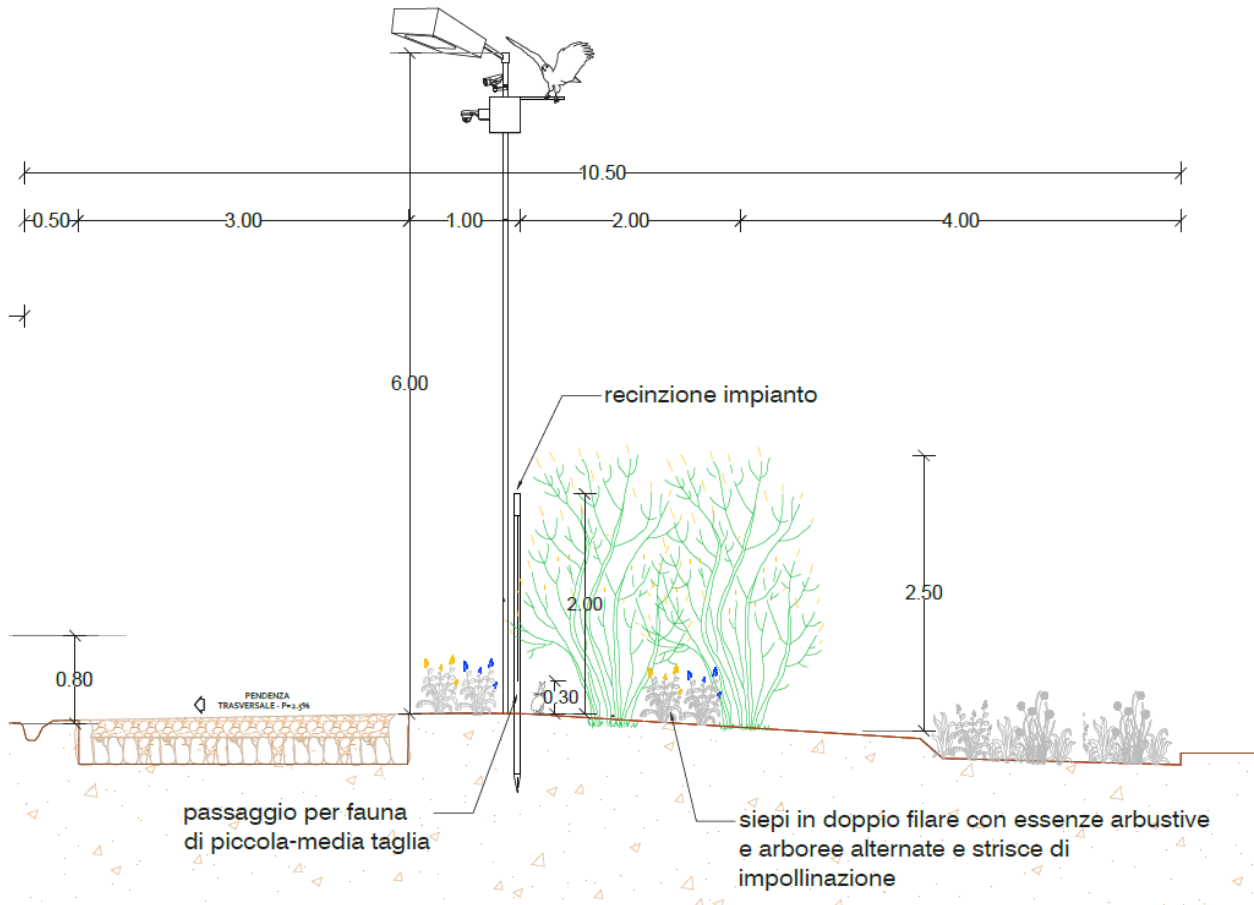 10.50
0.50
3.00
1.00
2.00
4.00
6.00
recinzione impianto
2.00
2.50
0.80
0.30
PENDENZA
TRASVERSALE - P=2.5%
passaggio per fauna
di piccola-media taglia
siepi in doppio filare con essenze arbustive
e arboree alternate e strisce di
impollinazione